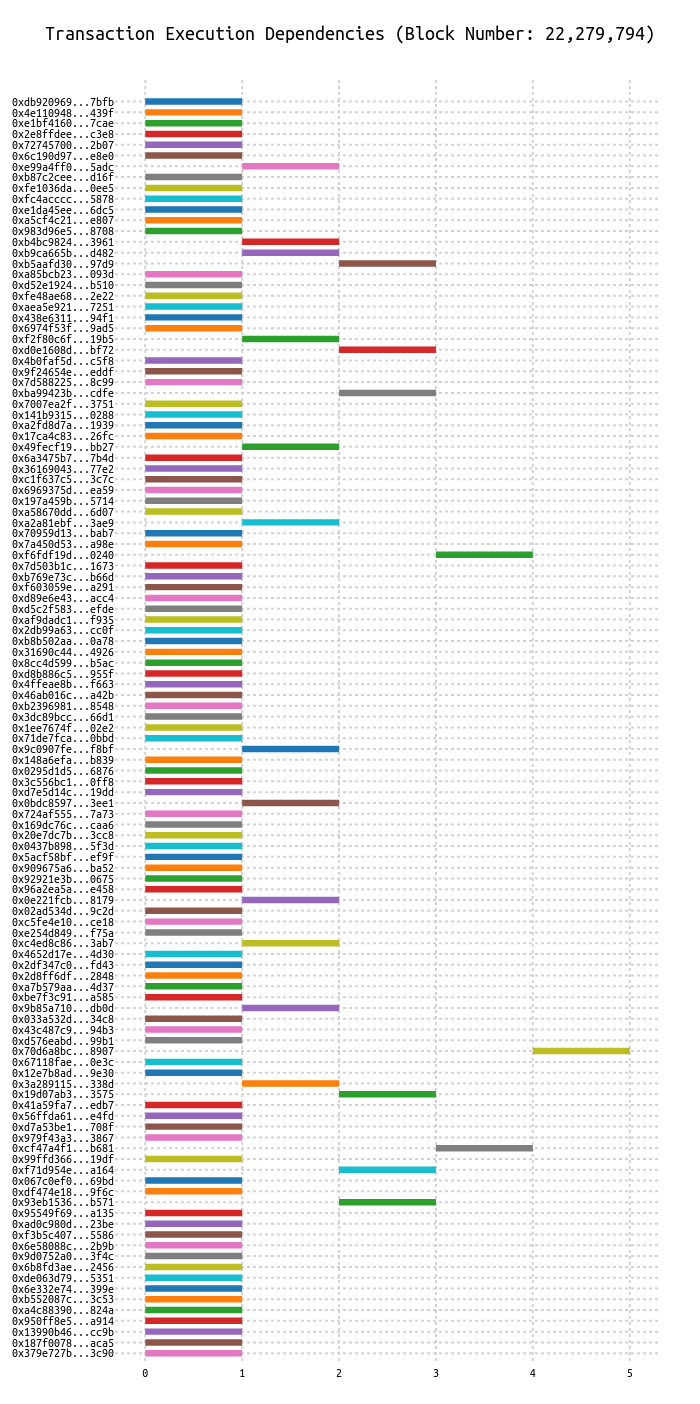 Transaction Execution Dependencies (Block Number: 22,279,794)
0xdb920969...7bfb
0x4e110948...439f
0xe1bf4160...7cae
0x2e8ffdee...c3e8
0x72745700...2b07
0x6c190d97...e8e0
0xe99a4ff0...5adc
0xb87c2cee...d16f
0xfe1036da...0ee5
0xfc4acccc...5878
0xe1da45ee...6dc5
0xa5cf4c21...e807
0x983d96e5...8708
0xb4bc9824...3961
0xb9ca665b...d482
0xb5aafd30...97d9
0xa85bcb23...093d
0xd52e1924...b510
0xfe48ae68...2e22
0xaea5e921...7251
0x438e6311...94f1
0x6974f53f...9ad5
0xf2f80c6f...19b5
0xd0e1608d...bf72
0x4b0faf5d...c5f8
0x9f24654e...eddf
0x7d588225...8c99
0xba99423b...cdfe
0x7007ea2f...3751
0x141b9315...0288
0xa2fd8d7a...1939
0x17ca4c83...26fc
0x49fecf19...bb27
0x6a3475b7...7b4d
0x36169043...77e2
0xc1f637c5...3c7c
0x6969375d...ea59
0x197a459b...5714
0xa58670dd...6d07
0xa2a81ebf...3ae9
0x70959d13...bab7
0x7a450d53...a98e
0xf6fdf19d...0240
0x7d503b1c...1673
0xb769e73c...b66d
0xf603059e...a291
0xd89e6e43...acc4
0xd5c2f583...efde
0xaf9dadc1...f935
0x2db99a63...cc0f
0xb8b502aa...0a78
0x31690c44...4926
0x8cc4d599...b5ac
0xd8b886c5...955f
0x4ffeae8b...f663
0x46ab016c...a42b
0xb2396981...8548
0x3dc89bcc...66d1
0x1ee7674f...02e2
0x71de7fca...0bbd
0x9c0907fe...f8bf
0x148a6efa...b839
0x0295d1d5...6876
0x3c556bc1...0ff8
0xd7e5d14c...19dd
0x0bdc8597...3ee1
0x724af555...7a73
0x169dc76c...caa6
0x20e7dc7b...3cc8
0x0437b898...5f3d
0x5acf58bf...ef9f
0x909675a6...ba52
0x92921e3b...0675
0x96a2ea5a...e458
0x0e221fcb...8179
0x02ad534d...9c2d
0xc5fe4e10...ce18
0xe254d849...f75a
0xc4ed8c86...3ab7
0x4652d17e...4d30
0x2df347c0...fd43
0x2d8ff6df...2848
0xa7b579aa...4d37
0xbe7f3c91...a585
0x9b85a710...db0d
0x033a532d...34c8
0x43c487c9...94b3
0xd576eabd...99b1
0x70d6a8bc...8907
0x67118fae...0e3c
0x12e7b8ad...9e30
0x3a289115...338d
0x19d07ab3...3575
0x41a59fa7...edb7
0x56ffda61...e4fd
0xd7a53be1...708f
0x979f43a3...3867
0xcf47a4f1...b681
0x99ffd366...19df
0xf71d954e...a164
0x067c0ef0...69bd
0xdf474e18...9f6c
0x93eb1536...b571
0x95549f69...a135
0xad0c980d...23be
0xf3b5c407...5586
0x6e58088c...2b9b
0x9d0752a0...3f4c
0x6b8fd3ae...2456
0xde063d79...5351
0x6e332e74...399e
0xb552087c...3c53
0xa4c88390...824a
0x950ff8e5...a914
0x13990b46...cc9b
0x187f0078...aca5
0x379e727b...3c90
0 1 2 3 4 5